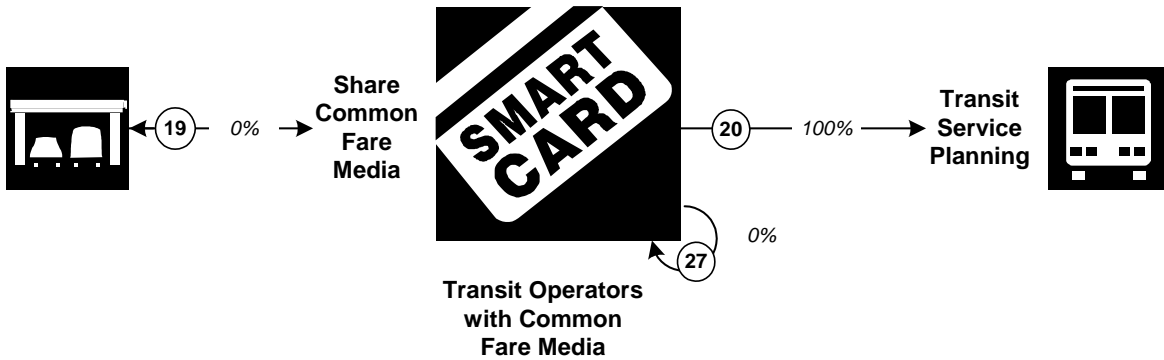 19
0%
Share
Common
Fare
Media
SMART
CARD
20
100%
Transit
Service
Planning
27
0%
Transit Operators
with Common
Fare Media